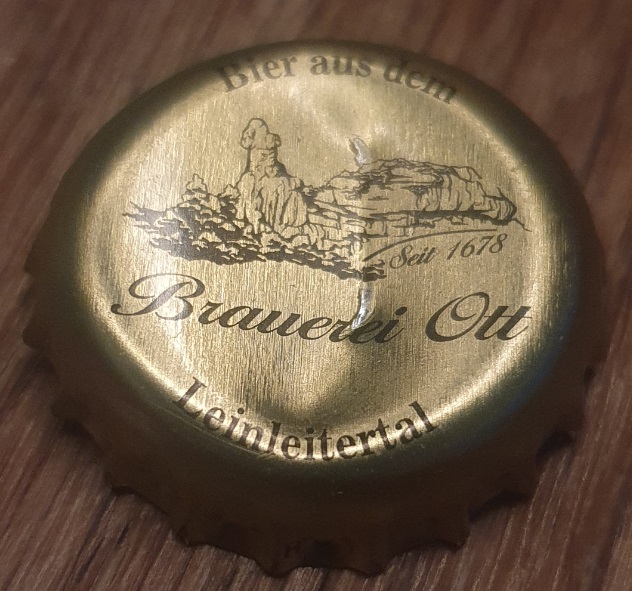 Bier aus dem
Seit 1678
Brauerei Ott
Leinleitertal